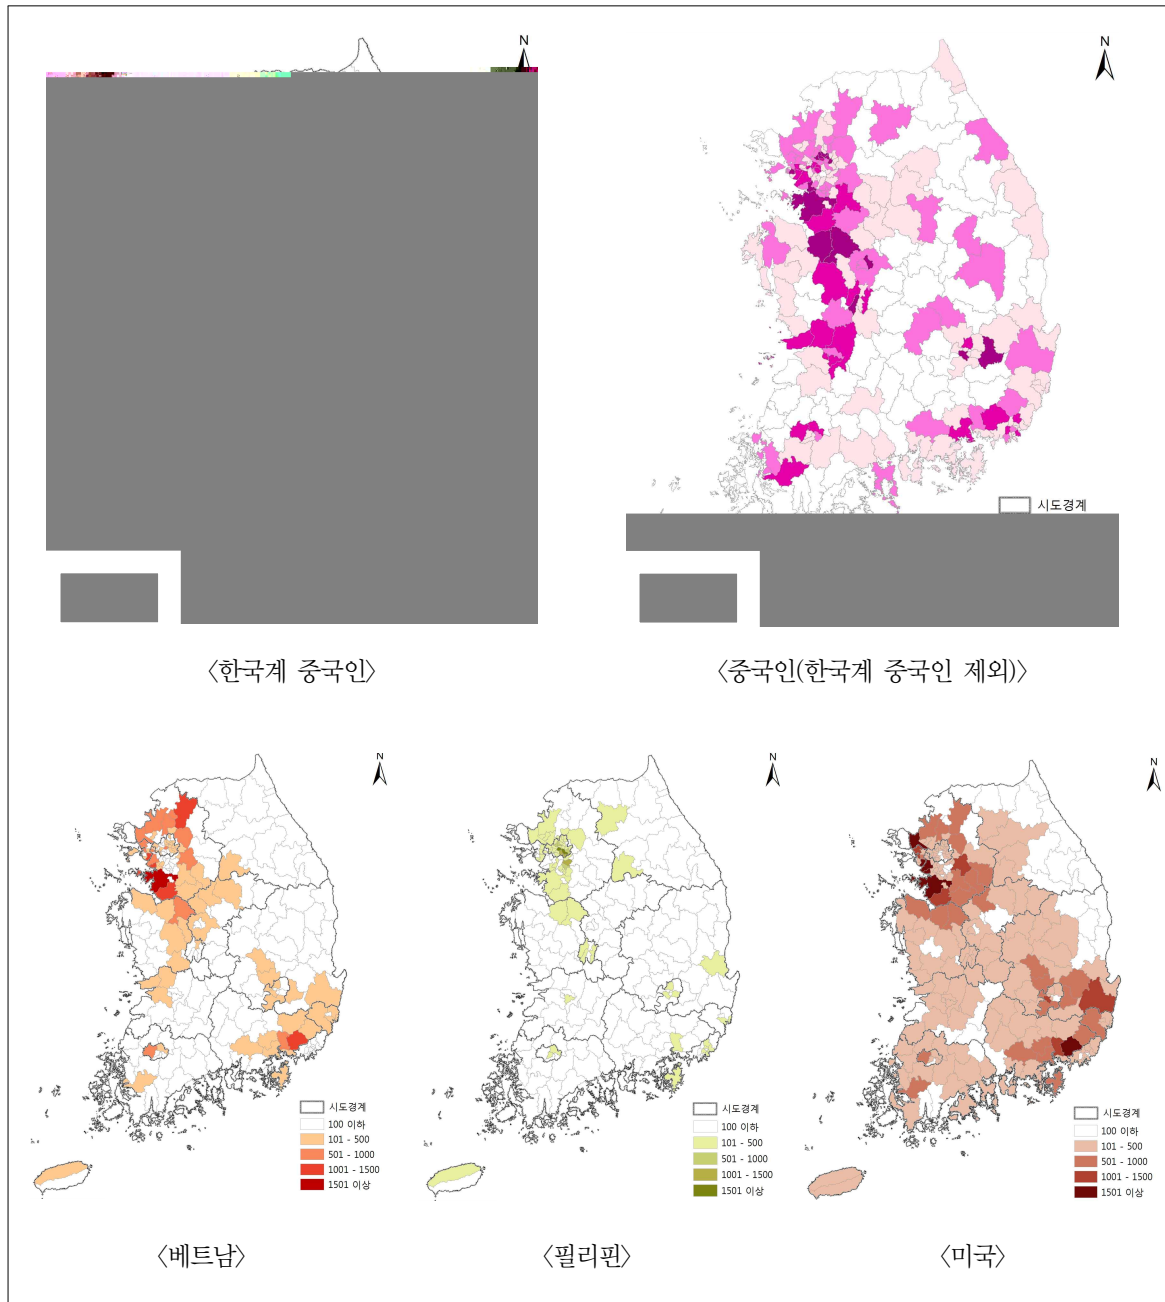 N
N
시도경계
〈한국계 중국인〉
〈중국인(한국계 중국인 제외)〉
N
N
N
시도경계
100 이하
101 - 500
501 - 1000
1001 - 1500
1501 이상
시도경계
100 이하
101 - 500
501 - 1000
1001 - 1500
1501 이상
시도경계
100 이하
101 - 500
501 - 1000
1001 - 1500
1501 이상
〈베트남〉
〈필리핀〉
〈미국〉